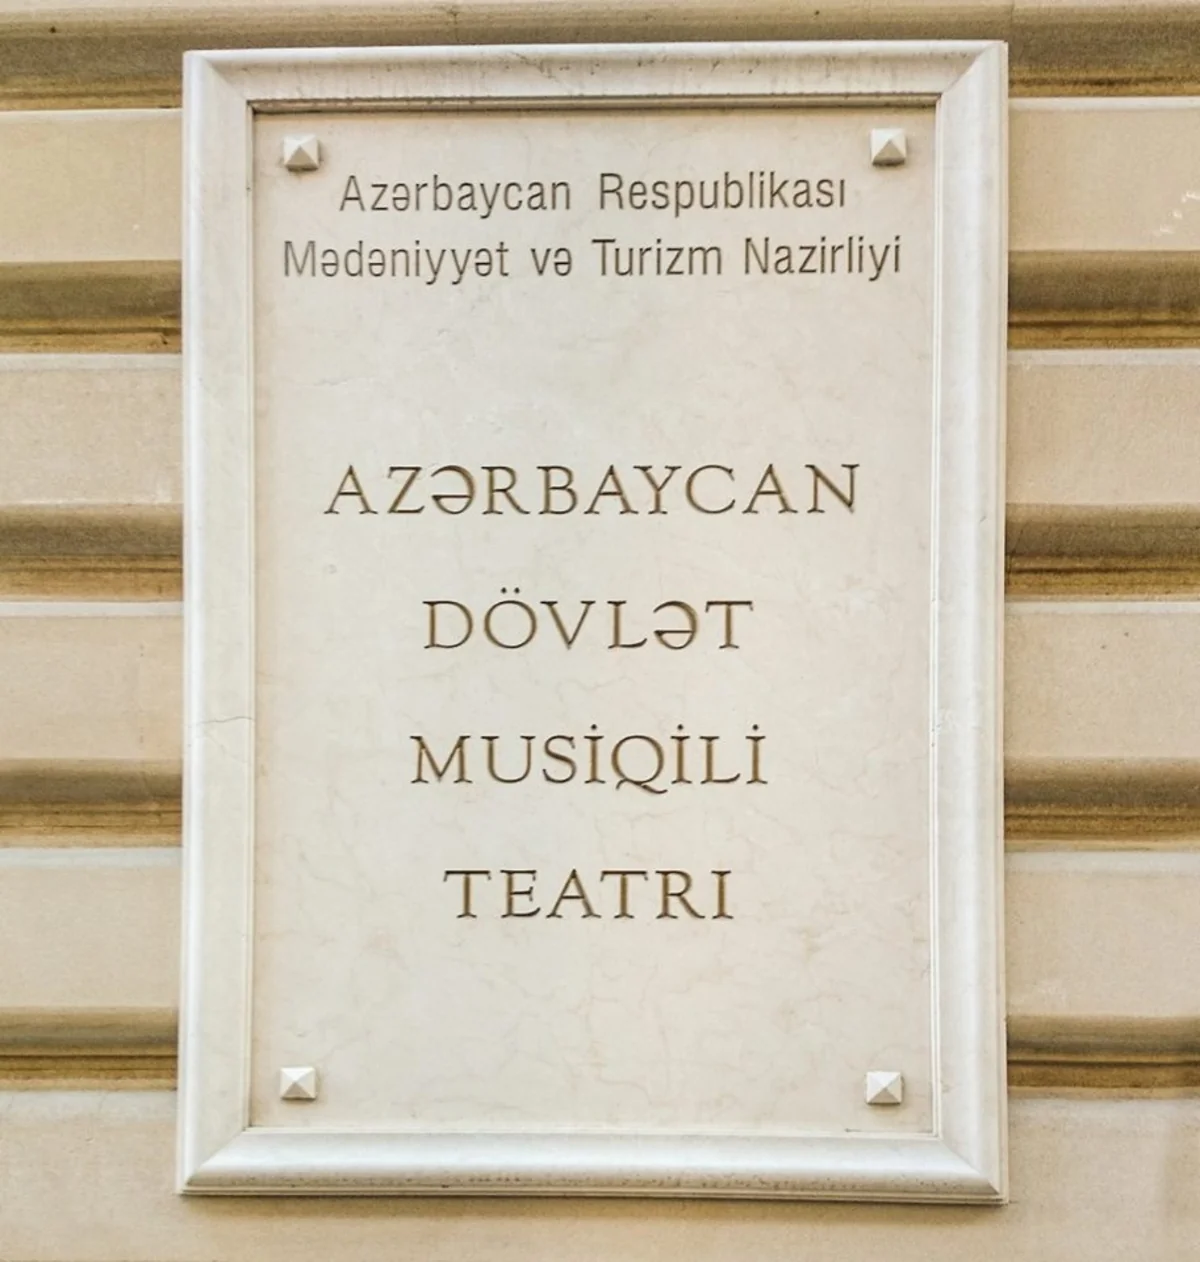 Azərbaycan Respublikası
Mədəniyyət və Turizm Nazirliyi
AZƏRBAYCAN
DÖVLƏT
MUSİQİLİ
TEATRI